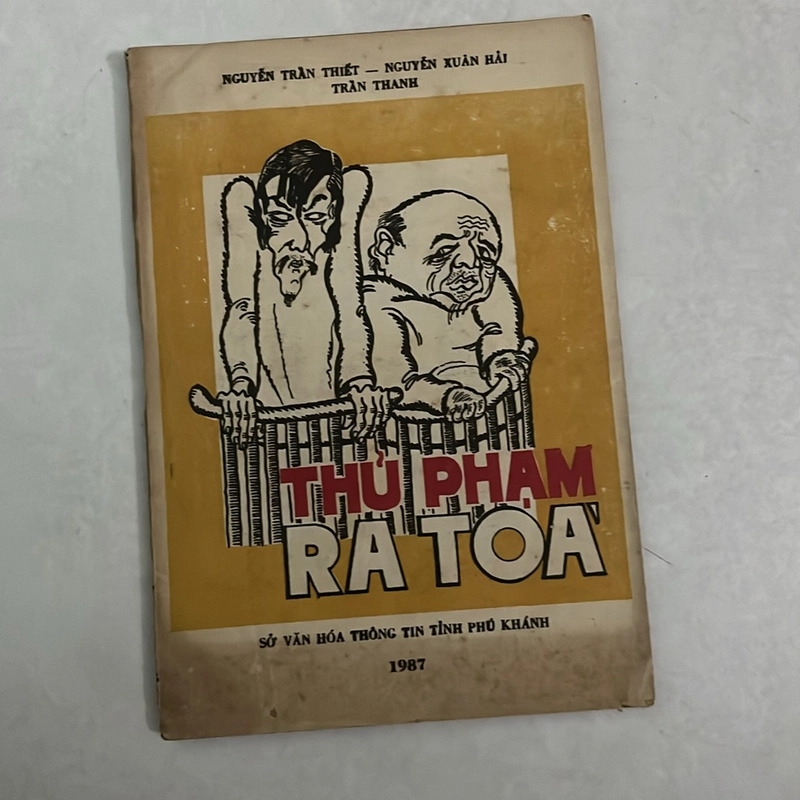 NGUYỄN TRẦN THIẾT — NGUYỄN XUÂN HẢI
TRẦN THANH
THỦ PHẠM
RA TOÀ
SỞ VĂN HÓA THÔNG TIN TỈNH PHÚ KHÁNH
1987